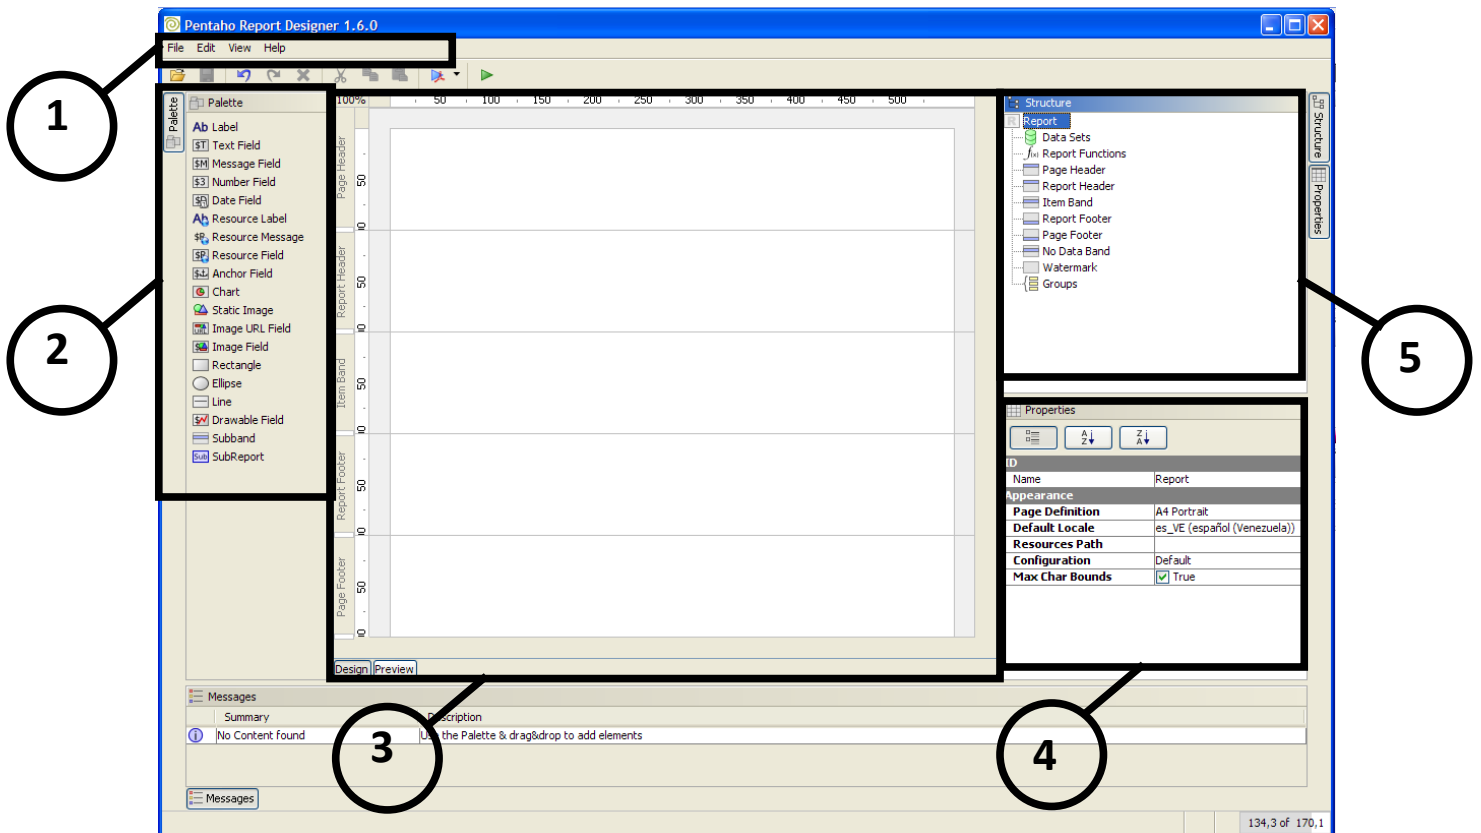 Pentaho Report Designer 1.6.0
File Edit View Help
1
2
3
4
5
Palette
Palette
Ab Label
Text Field
Message Field
Number Field
Date Field
Resource Label
Resource Message
Resource Field
Anchor Field
Chart
Static Image
Image URL Field
Image Field
Rectangle
Ellipse
Line
Drawable Field
Subband
Sub SubReport
100% 50 100 150 200 250 300 350 400 450 500
Page Header
50
Report Header
50
Item Band
50
Report Footer
50
Page Footer
50
Design Preview
Structure
Report
Data Sets
Report Functions
Page Header
Report Header
Item Band
Report Footer
Page Footer
No Data Band
Watermark
Groups
Structure
Properties
Properties
A Z
Z A
ID
Name Report
Appearance
Page Definition A4 Portrait
Default Locale es_VE (español (Venezuela))
Resources Path
Configuration Default
Max Char Bounds True
Messages
Summary Description
No Content found Use the Palette & drag&drop to add elements
Messages
134,3 of 170,1